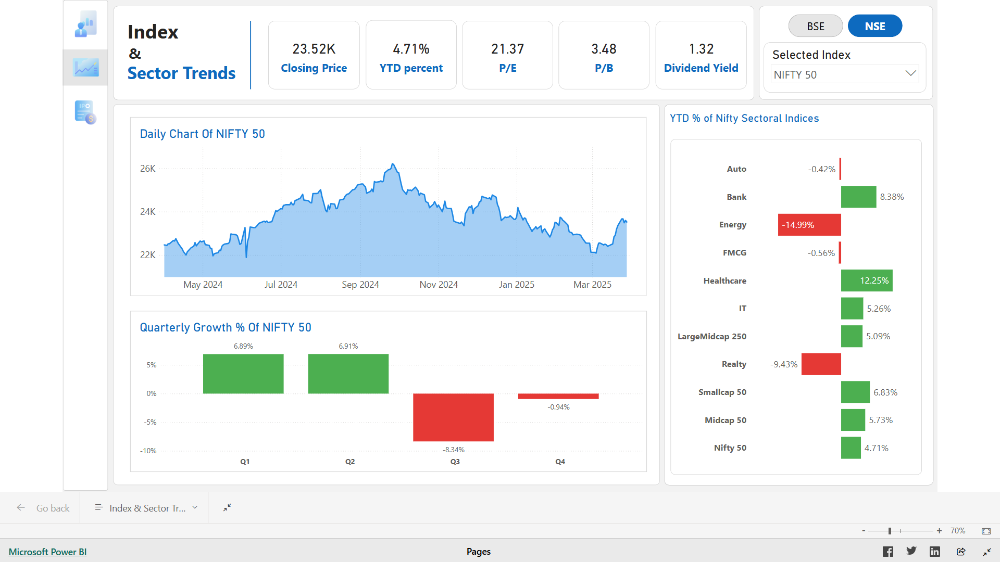 Index
&
Sector Trends
23.52K
Closing Price
4.71%
YTD percent
21.37
P/E
3.48
P/B
1.32
Dividend Yield
BSE
NSE
Selected Index
NIFTY 50
IPO
$
Daily Chart Of NIFTY 50
26K
24K
22K
May 2024
Jul 2024
Sep 2024
Nov 2024
Jan 2025
Mar 2025
Quarterly Growth % Of NIFTY 50
6.89%
6.91%
5%
0%
-0.94%
-5%
-8.34%
-10%
Q1
Q2
Q3
Q4
YTD % of Nifty Sectoral Indices
Auto -0.42%
Bank 8.38%
Energy -14.99%
FMCG -0.56%
Healthcare 12.25%
IT 5.26%
LargeMidcap 250 5.09%
Realty -9.43%
Smallcap 50 6.83%
Midcap 50 5.73%
Nifty 50 4.71%
Go back
Index & Sector Tr...
- + 70%
Microsoft Power BI
Pages